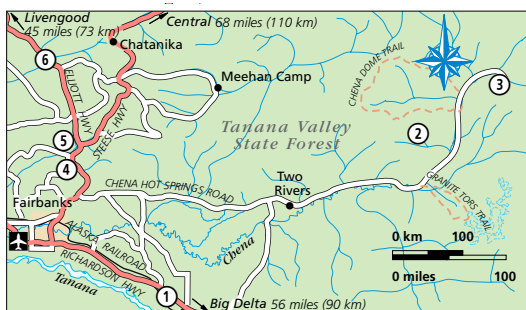 Livengood
45 miles (73 km)
Central 68 miles (110 km)
Chatanika
6
Meehan Camp
CHENA DOME TRAIL
3
ELLIOTT HWY
STEESE HWY
Tanana Valley
State Forest
2
5
4
CHENA HOT SPRINGS ROAD
Two
Rivers
GRANITE TORS TRAIL
Fairbanks
ALASKA RAILROAD
RICHARDSON HWY
Chena
Tanana
1
Big Delta 56 miles (90 km)
0 km 100
0 miles 100